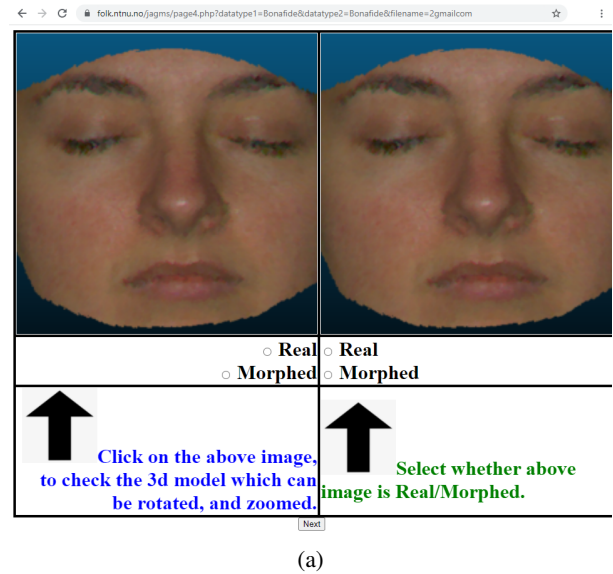 folk.ntnu.no/jagms/page4.php?datatype1=Bonafide&datatype2=Bonafide&filename=2gmailcom
Real
Morphed
Real
Morphed
Click on the above image,
to check the 3d model which can
be rotated, and zoomed.
Select whether above
image is Real/Morphed.
Next
(a)